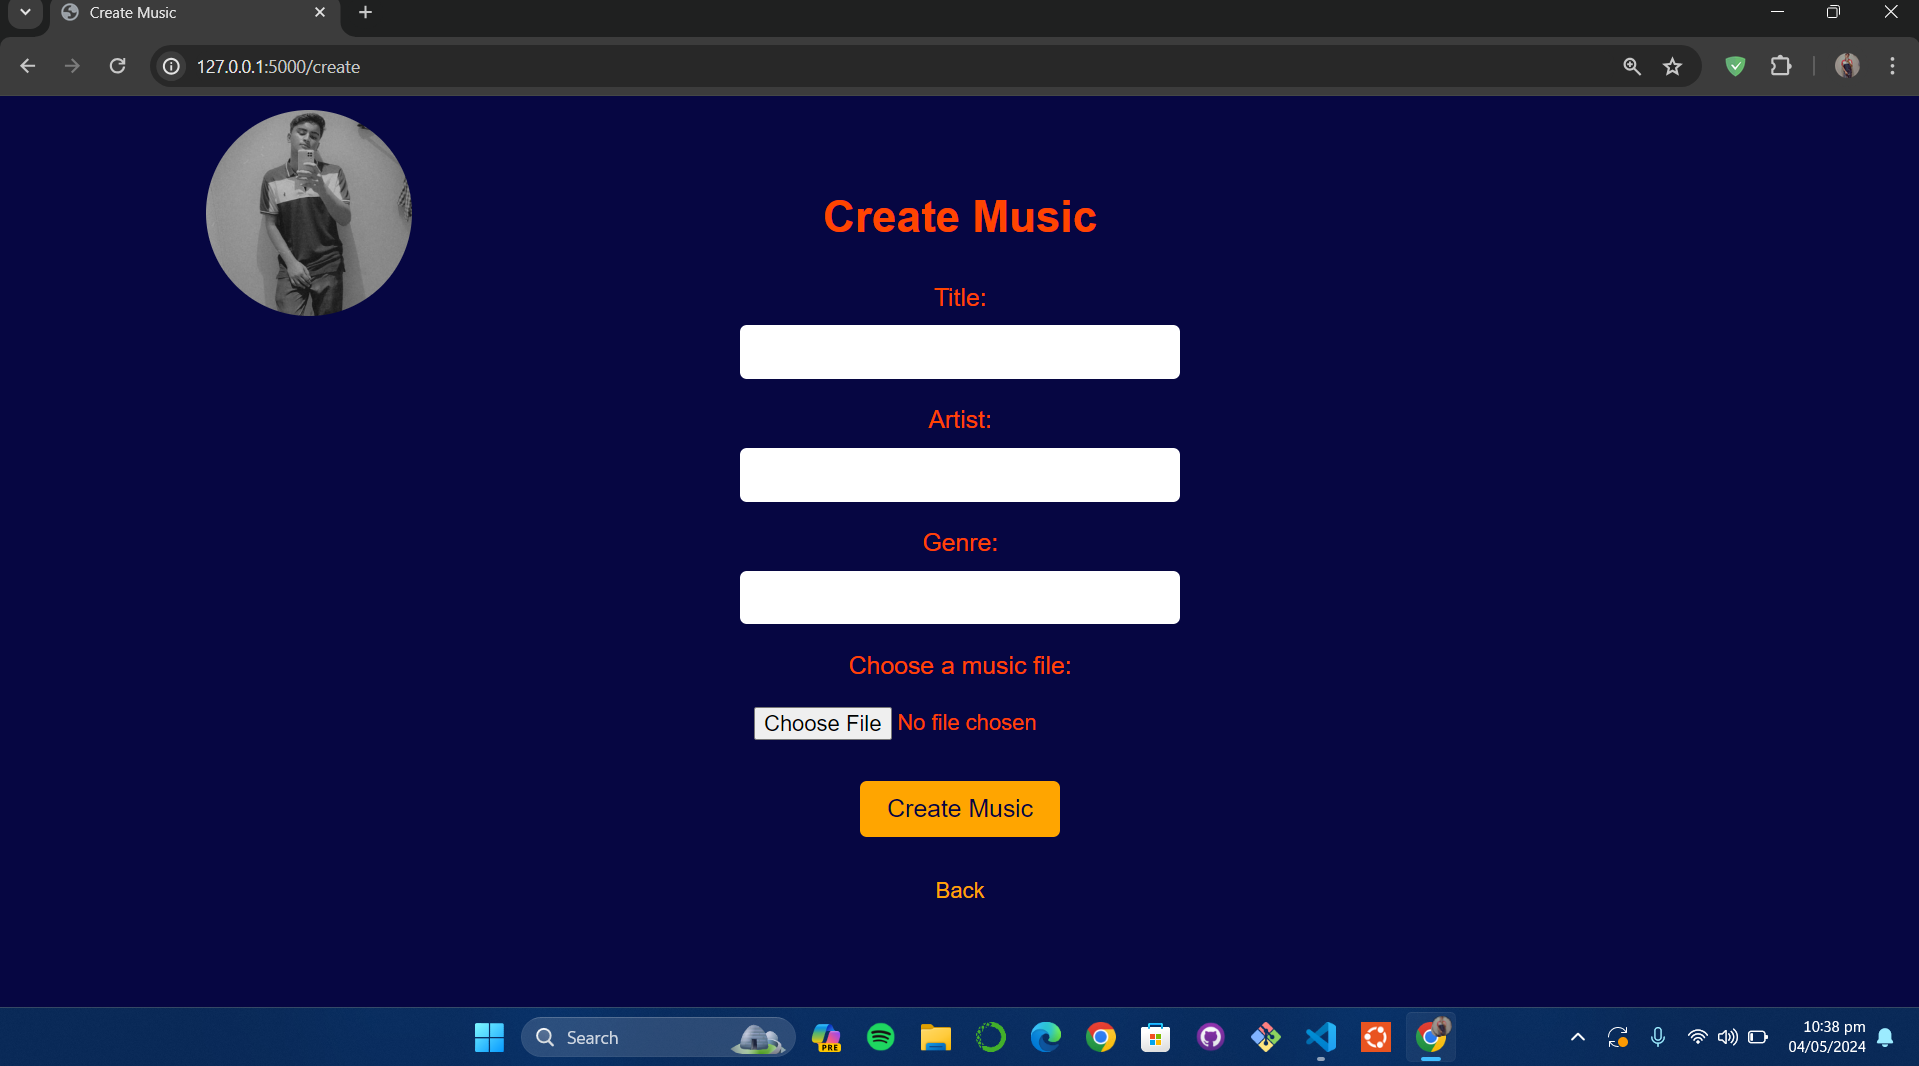 Create Music
127.0.0.1:5000/create
Create Music
Title:
Artist:
Genre:
Choose a music file:
Choose File No file chosen
Create Music
Back
Search
PRE
10:38 pm
04/05/2024